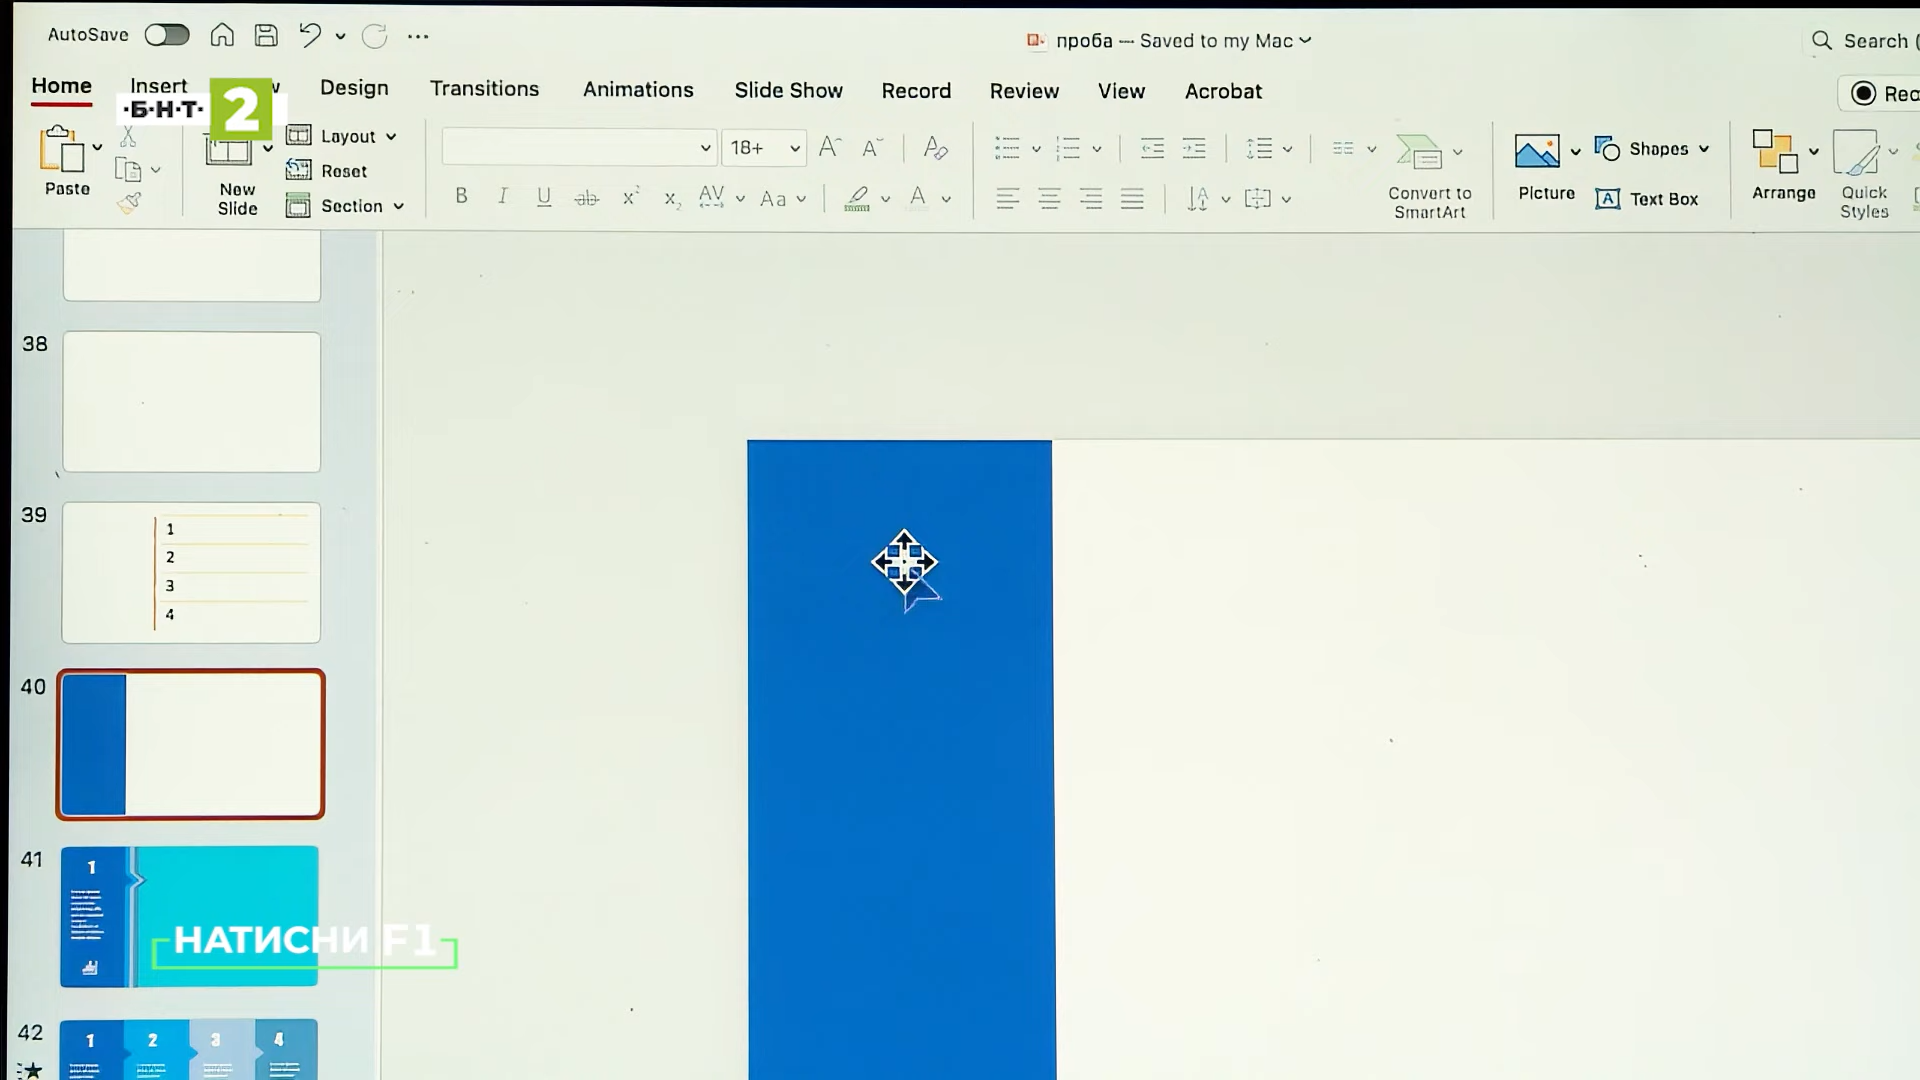 AutoSave
проба — Saved to my Mac
Search (
Home
Insert
Design
Transitions
Animations
Slide Show
Record
Review
View
Acrobat
Rec
·Б·Н·Т· 2
Paste
New
Slide
Layout
Reset
Section
18+
Convert to
SmartArt
Picture
Shapes
Text Box
Arrange
Quick
Styles
38
39
1
2
3
4
40
41
1
НАТИСНИ F1
42
1 2 3 4